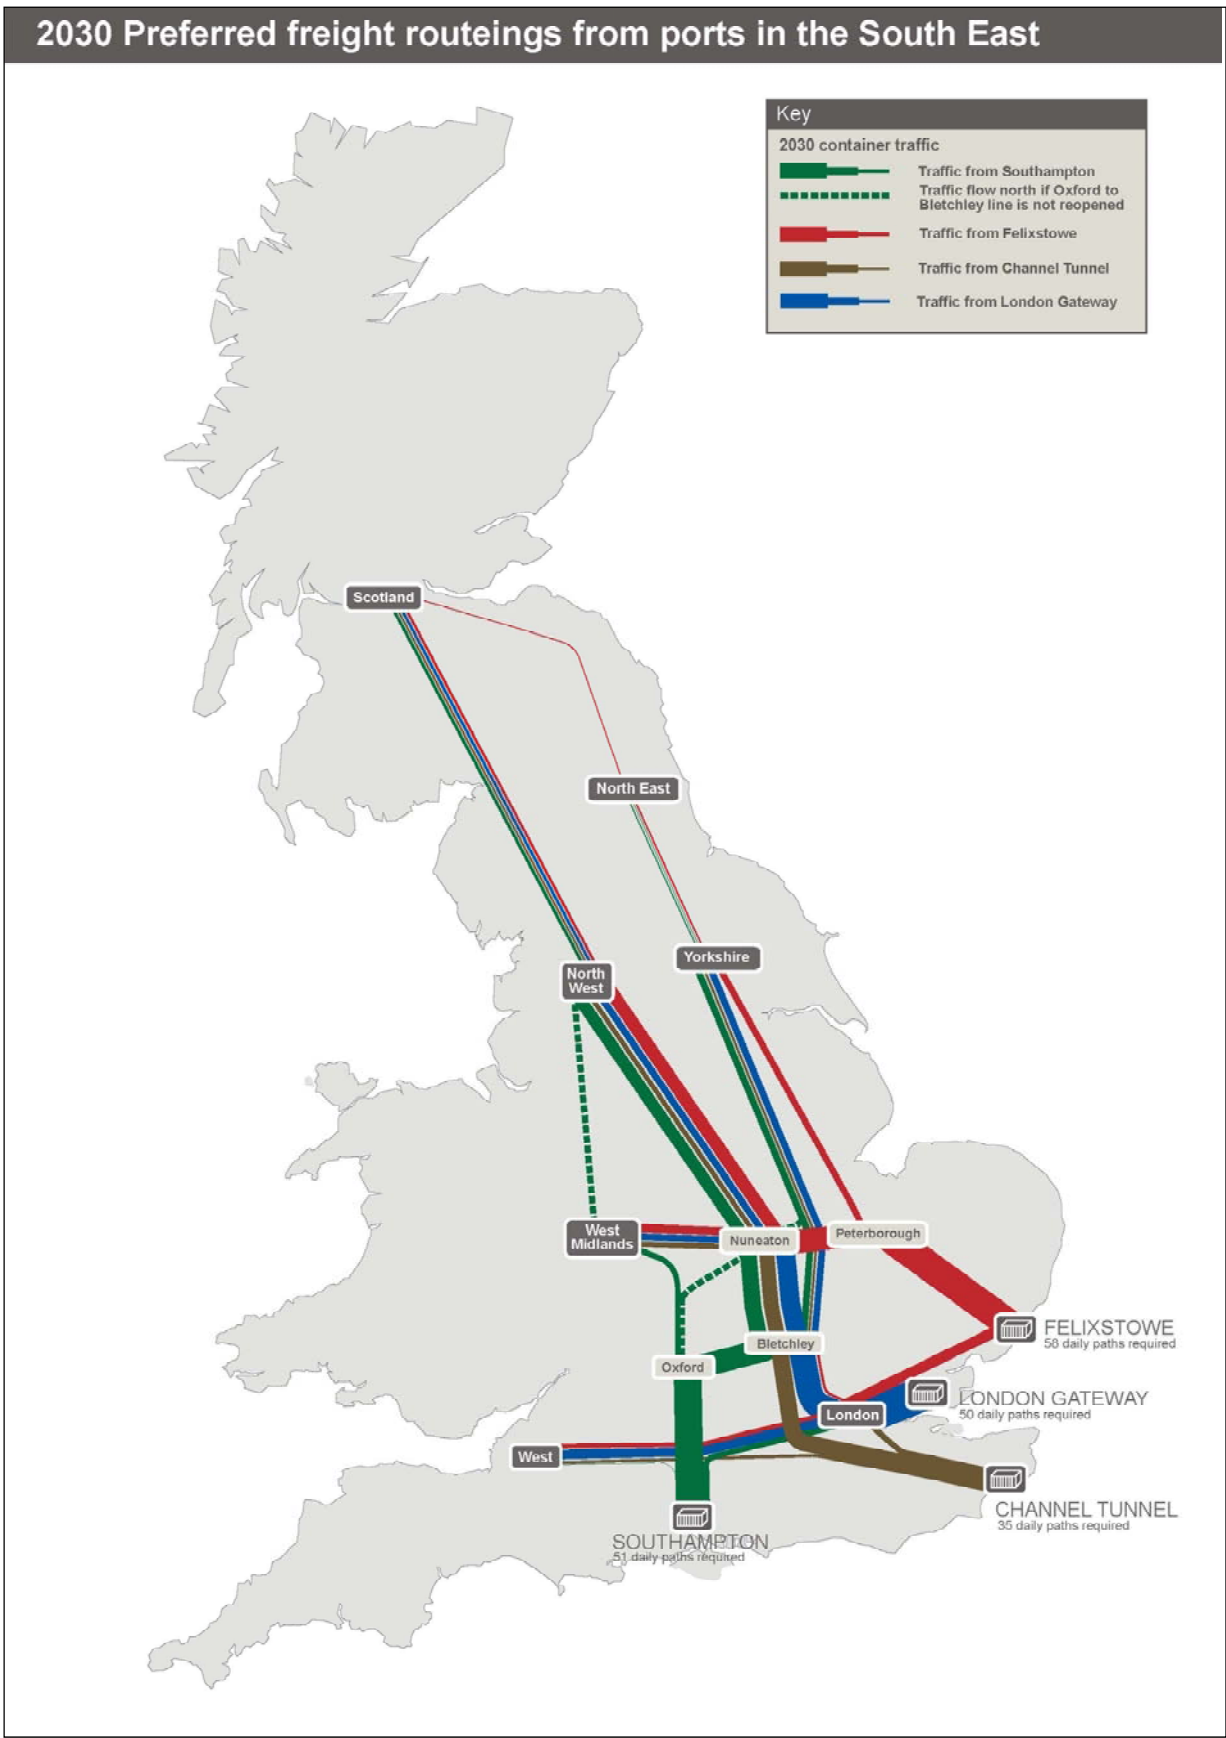 2030 Preferred freight routeings from ports in the South East
Key
2030 container traffic
Traffic from Southampton
Traffic flow north if Oxford to
Bletchley line is not reopened
Traffic from Felixstowe
Traffic from Channel Tunnel
Traffic from London Gateway
Scotland
North East
Yorkshire
North
West
West
Midlands
Nuneaton
Peterborough
FELIXSTOWE
58 daily paths required
Bletchley
Oxford
LONDON GATEWAY
50 daily paths required
London
West
CHANNEL TUNNEL
35 daily paths required
SOUTHAMPTON
51 daily paths required